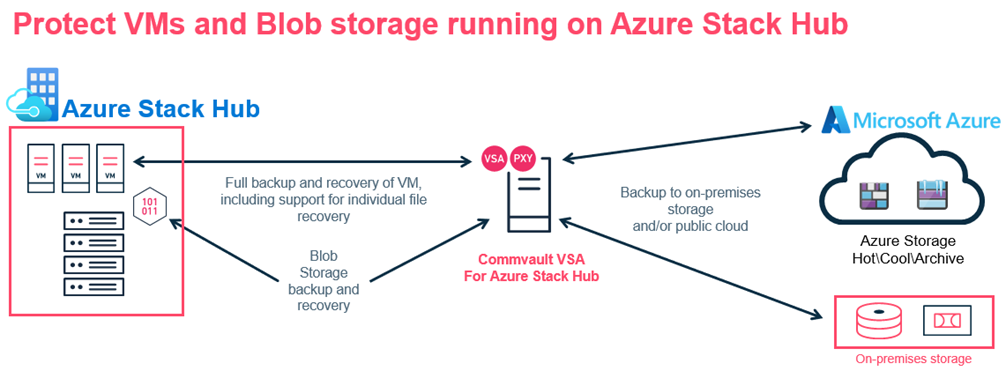 Protect VMs and Blob storage running on Azure Stack Hub
Azure Stack Hub
VM
VM
VM
101
011
Full backup and recovery of VM,
including support for individual file
recovery
Blob
Storage
backup and
recovery
VSA
PXY
Commvault VSA
For Azure Stack Hub
Backup to on-premises
storage
and/or public cloud
Microsoft Azure
Azure Storage
Hot\Cool\Archive
On-premises storage